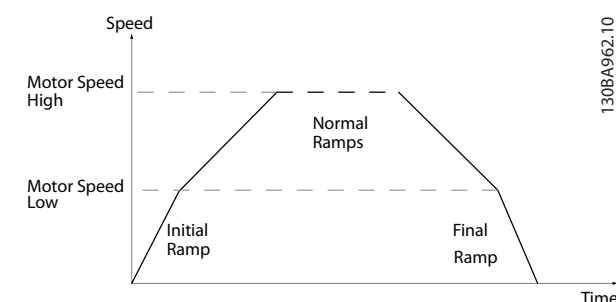 Speed
130BA962.10
Motor Speed
High
Normal
Ramps
Motor Speed
Low
Initial
Ramp
Final
Ramp
Time